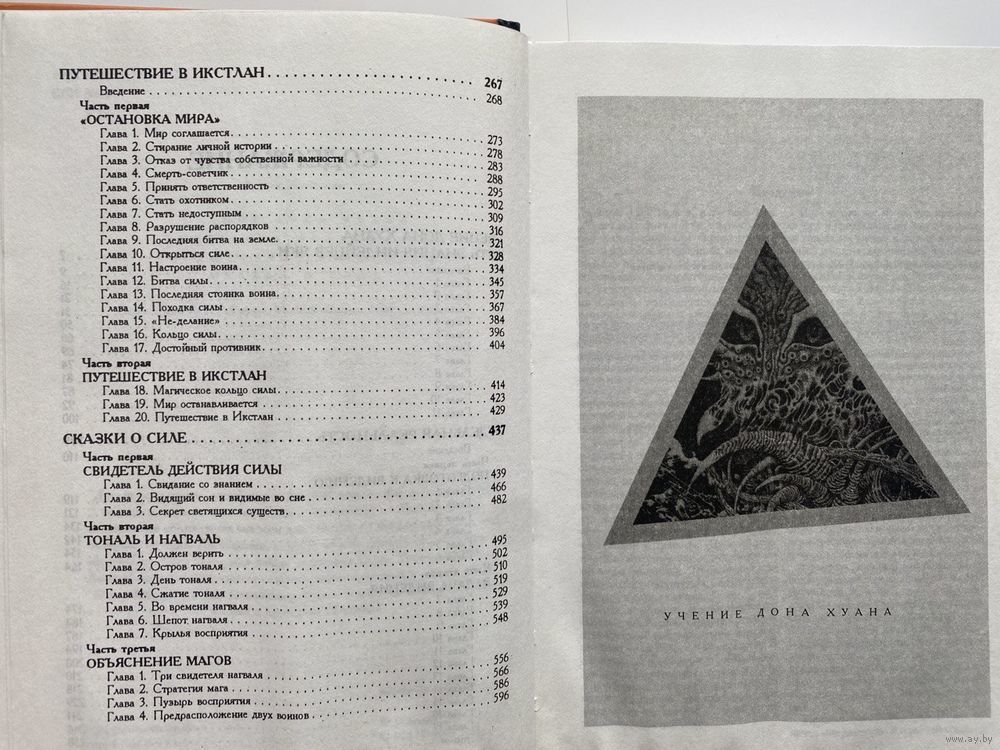 ПУТЕШЕСТВИЕ В ИКСТЛАН 267
Введение 268
Часть первая
«ОСТАНОВКА МИРА»
Глава 1. Мир соглашается 273
Глава 2. Стирание личной истории 278
Глава 3. Отказ от чувства собственной важности 283
Глава 4. Смерть-советчик 288
Глава 5. Принять ответственность 295
Глава 6. Стать охотником 302
Глава 7. Стать недоступным 309
Глава 8. Разрушение распорядков 316
Глава 9. Последняя битва на земле 321
Глава 10. Открыться силе 328
Глава 11. Настроение воина 334
Глава 12. Битва силы 345
Глава 13. Последняя стоянка воина 357
Глава 14. Походка силы 367
Глава 15. «Не-делание» 384
Глава 16. Кольцо силы 396
Глава 17. Достойный противник 404
Часть вторая
ПУТЕШЕСТВИЕ В ИКСТЛАН
Глава 18. Магическое кольцо силы 414
Глава 19. Мир останавливается 423
Глава 20. Путешествие в Икстлан 429
СКАЗКИ О СИЛЕ 437
Часть первая
СВИДЕТЕЛЬ ДЕЙСТВИЯ СИЛЫ
Глава 1. Свидание со знанием 439
Глава 2. Видящий сон и видимые во сне 466
Глава 3. Секрет светящихся существ 482
Часть вторая
ТОНАЛЬ И НАГВАЛЬ
Глава 1. Должен верить 495
Глава 2. Остров тоналя 502
Глава 3. День тоналя 510
Глава 4. Сжатие тоналя 519
Глава 5. Во времени нагваля 529
Глава 6. Шепот нагваля 539
Глава 7. Крылья восприятия 548
Часть третья
ОБЪЯСНЕНИЕ МАГОВ
Глава 1. Три свидетеля нагваля 556
Глава 2. Стратегия мага 566
Глава 3. Пузырь восприятия 586
Глава 4. Предрасположение двух воинов 596
УЧЕНИЕ ДОНА ХУАНА
www.ay.by